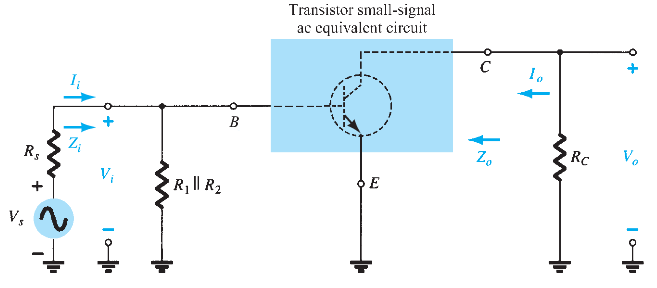 Transistor small-signal
ac equivalent circuit
I_i
+
Z_i
R_s
V_i
+
V_s
−
−
R_1 || R_2
B
E
C
I_o
Z_o
R_C
+
V_o
−